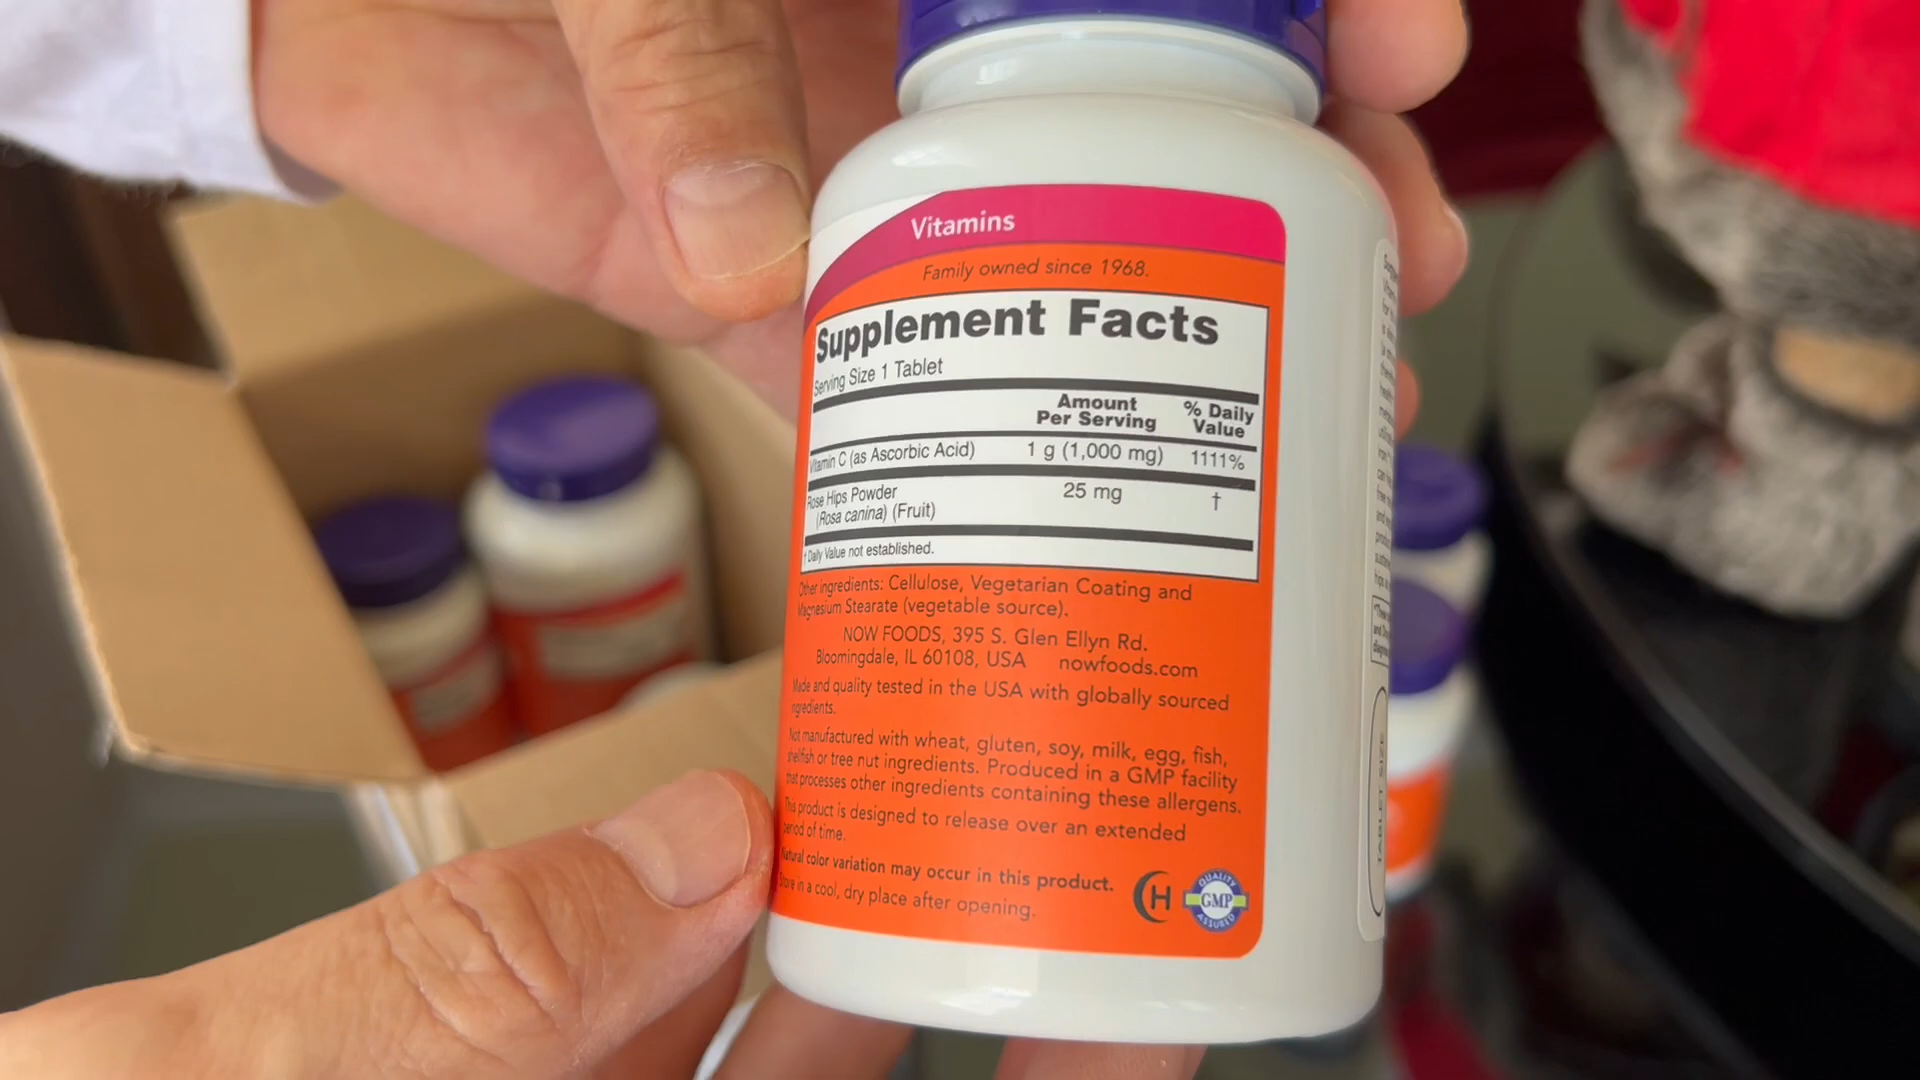 Vitamins
Family owned since 1968.
Supplement Facts
Serving Size 1 Tablet
Amount Per Serving
% Daily Value
Vitamin C (as Ascorbic Acid) 1 g (1,000 mg) 1111%
Rose Hips Powder 25 mg †
(Rosa canina) (Fruit)
† Daily Value not established.
Other ingredients: Cellulose, Vegetarian Coating and
Magnesium Stearate (vegetable source).
NOW FOODS, 395 S. Glen Ellyn Rd.
Bloomingdale, IL 60108, USA nowfoods.com
Made and quality tested in the USA with globally sourced
ingredients.
Not manufactured with wheat, gluten, soy, milk, egg, fish,
shellfish or tree nut ingredients. Produced in a GMP facility
that processes other ingredients containing these allergens.
This product is designed to release over an extended
period of time.
Natural color variation may occur in this product.
Store in a cool, dry place after opening.
H
QUALITY
GMP
ASSURED
TABLET SIZE